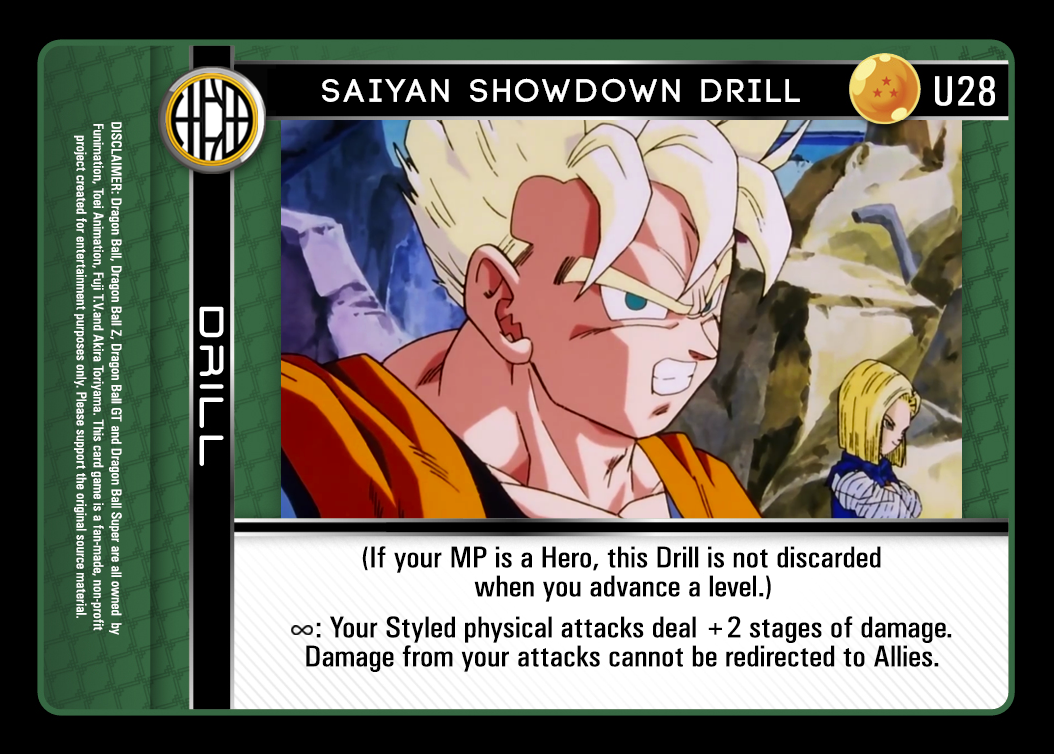 SAIYAN SHOWDOWN DRILL
U28
DRILL
DISCLAIMER: Dragon Ball, Dragon Ball Z, Dragon Ball GT and Dragon Ball Super are all owned by
Funimation, Toei Animation, Fuji T.V.and Akira Toriyama. This card game is a fan-made, non-profit
project created for entertainment purposes only. Please support the original source material.
(If your MP is a Hero, this Drill is not discarded
when you advance a level.)
∞: Your Styled physical attacks deal +2 stages of damage.
Damage from your attacks cannot be redirected to Allies.